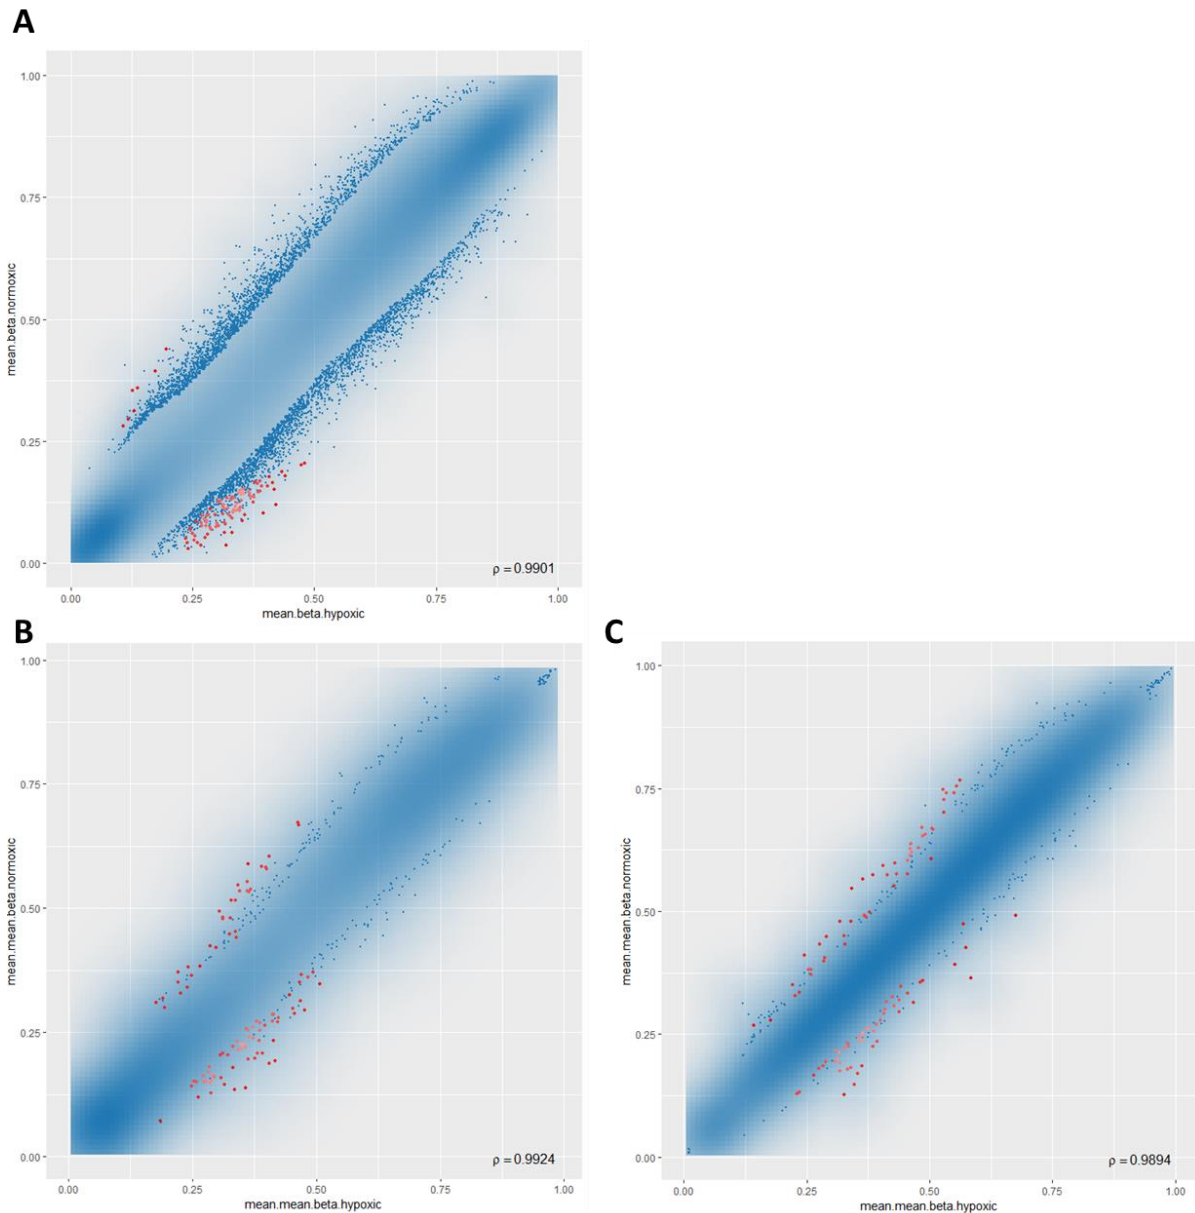 A
1.00
0.75
0.50
0.25
0.00
mean.beta.normoxic
ρ = 0.9901
0.00 0.25 0.50 0.75 1.00
mean.beta.hypoxic
B
1.00
0.75
0.50
0.25
0.00
mean.mean.beta.normoxic
ρ = 0.9924
0.00 0.25 0.50 0.75 1.00
mean.mean.beta.hypoxic
C
1.00
0.75
0.50
0.25
0.00
mean.mean.beta.normoxic
ρ = 0.9894
0.00 0.25 0.50 0.75 1.00
mean.mean.beta.hypoxic